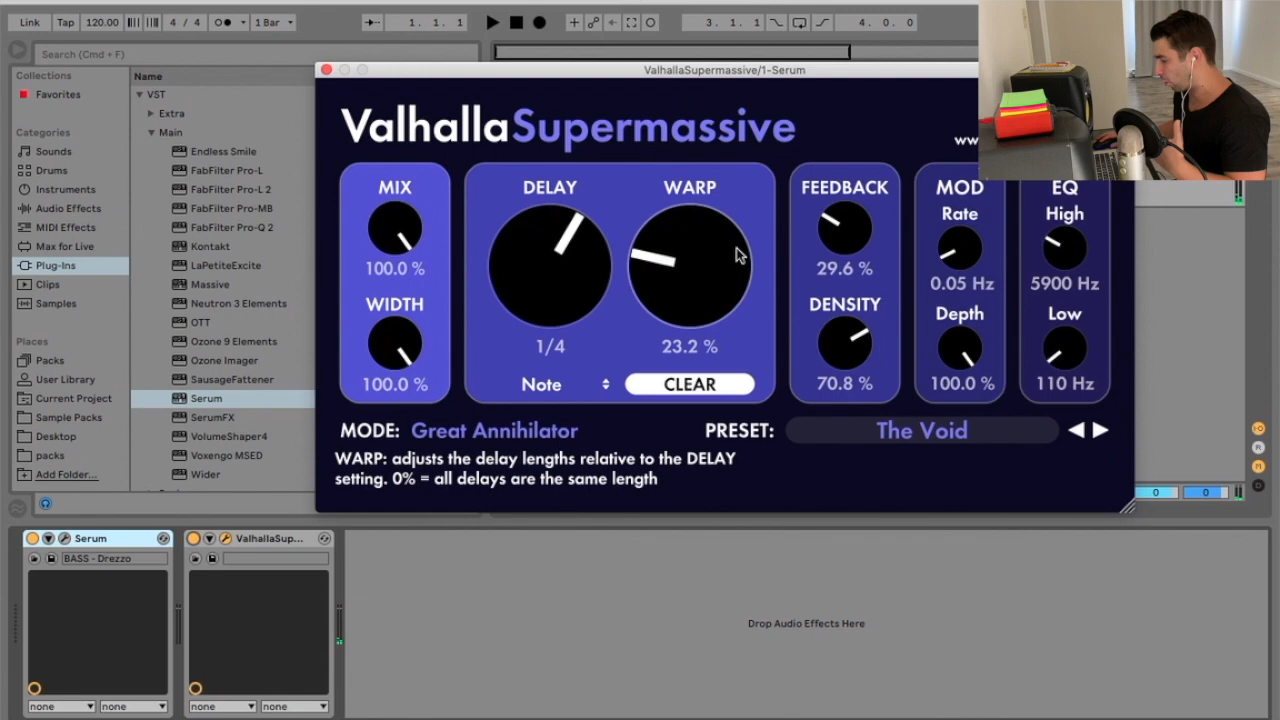 Link Tap 120.00 4 / 4 1 Bar 1. 1. 1 3. 1. 1 4. 0. 0
Search (Cmd + F)
Collections
Favorites
Categories
Sounds
Drums
Instruments
Audio Effects
MIDI Effects
Max for Live
Plug-Ins
Clips
Samples
Places
Packs
User Library
Current Project
Sample Packs
Desktop
packs
Add Folder...
Name
VST
Extra
Main
Endless Smile
FabFilter Pro-L
FabFilter Pro-L 2
FabFilter Pro-MB
FabFilter Pro-Q 2
Kontakt
LaPetiteExcite
Massive
Neutron 3 Elements
OTT
Ozone 9 Elements
Ozone Imager
SausageFattener
Serum
SerumFX
VolumeShaper4
Voxengo MSED
Wider
ValhallaSupermassive/1-Serum
ValhallaSupermassive
www
MIX
100.0 %
WIDTH
100.0 %
DELAY
1/4
Note
WARP
23.2 %
CLEAR
FEEDBACK
29.6 %
DENSITY
70.8 %
MOD
Rate
0.05 Hz
Depth
100.0 %
EQ
High
5900 Hz
Low
110 Hz
MODE: Great Annihilator PRESET: The Void
WARP: adjusts the delay lengths relative to the DELAY
setting. 0% = all delays are the same length
0 0
I·O
R
M
D
Serum
BASS - Drezzo
none none
ValhallaSup...
none none
Drop Audio Effects Here